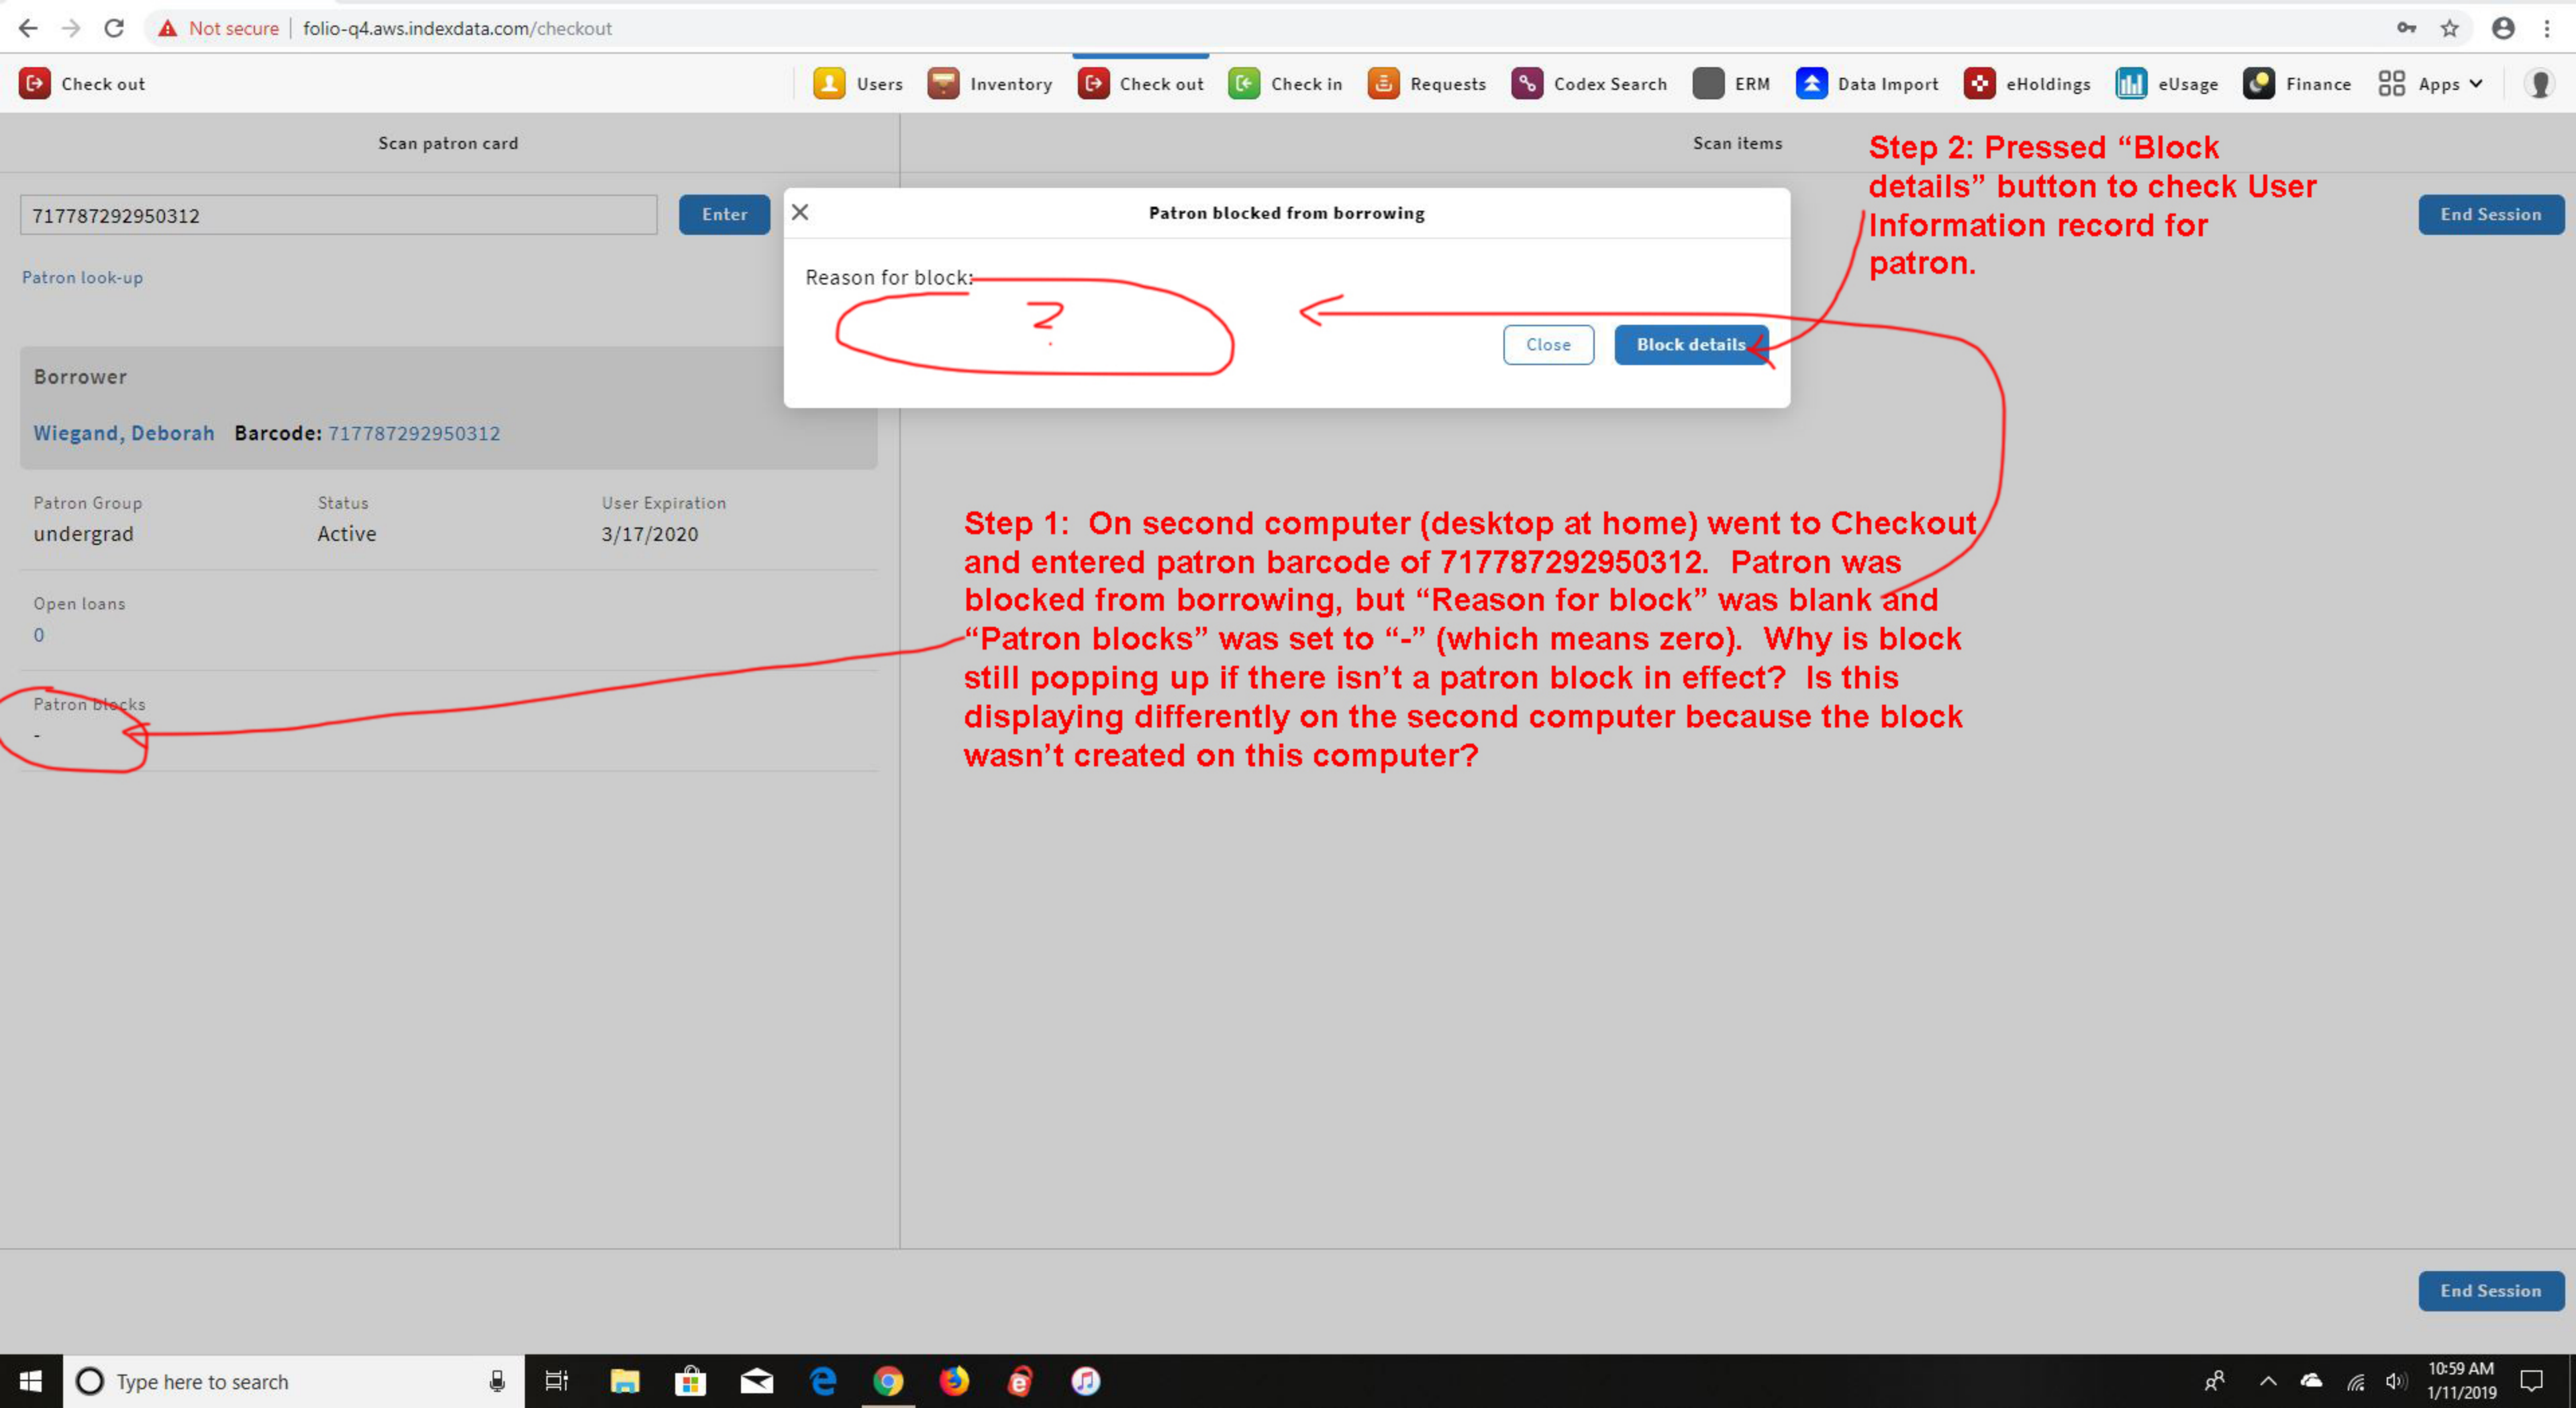 Not secure | folio-q4.aws.indexdata.com/checkout
Check out
Users Inventory Check out Check in Requests Codex Search ERM Data Import eHoldings eUsage Finance Apps
Scan patron card
Scan items
717787292950312
Enter
Patron look-up
End Session
Patron blocked from borrowing
Reason for block:
?
Close
Block details
Step 2: Pressed “Block
details” button to check User
Information record for
patron.
Borrower
Wiegand, Deborah Barcode: 717787292950312
Patron Group Status User Expiration
undergrad Active 3/17/2020
Open loans
0
Patron blocks
-
Step 1: On second computer (desktop at home) went to Checkout
and entered patron barcode of 717787292950312. Patron was
blocked from borrowing, but “Reason for block” was blank and
“Patron blocks” was set to “-” (which means zero). Why is block
still popping up if there isn’t a patron block in effect? Is this
displaying differently on the second computer because the block
wasn’t created on this computer?
End Session
Type here to search
10:59 AM
1/11/2019